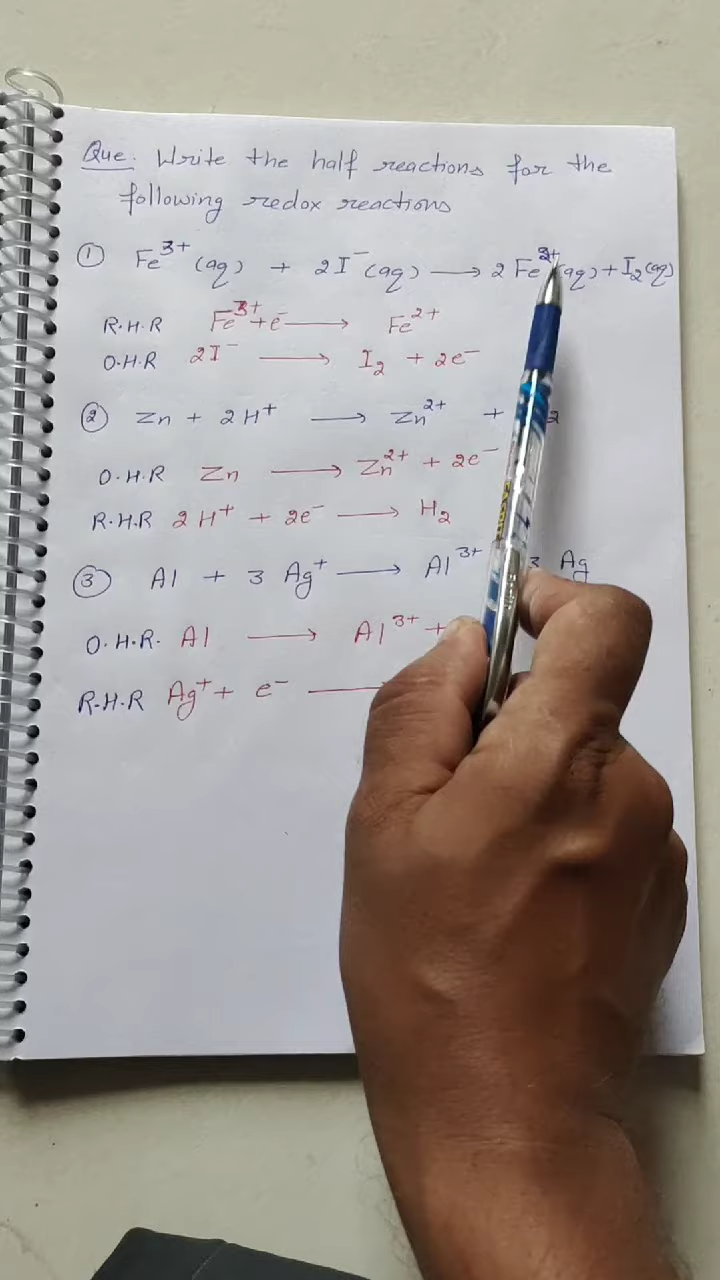 Que. Write the half reactions for the
following redox reactions
① Fe³⁺ (aq) + 2I⁻ (aq) ⟶ 2 Fe (aq) + I₂ (aq)
R.H.R Fe³⁺ + e⁻ ⟶ Fe²⁺
O.H.R 2I⁻ ⟶ I₂ + 2e⁻
② Zn + 2H⁺ ⟶ Zn²⁺ + 2
O.H.R Zn ⟶ Zn²⁺ + 2e⁻
R.H.R 2H⁺ + 2e⁻ ⟶ H₂
③ Al + 3 Ag⁺ ⟶ Al³⁺ 3 Ag
O.H.R. Al ⟶ Al³⁺ +
R.H.R Ag⁺ + e⁻ ⟶